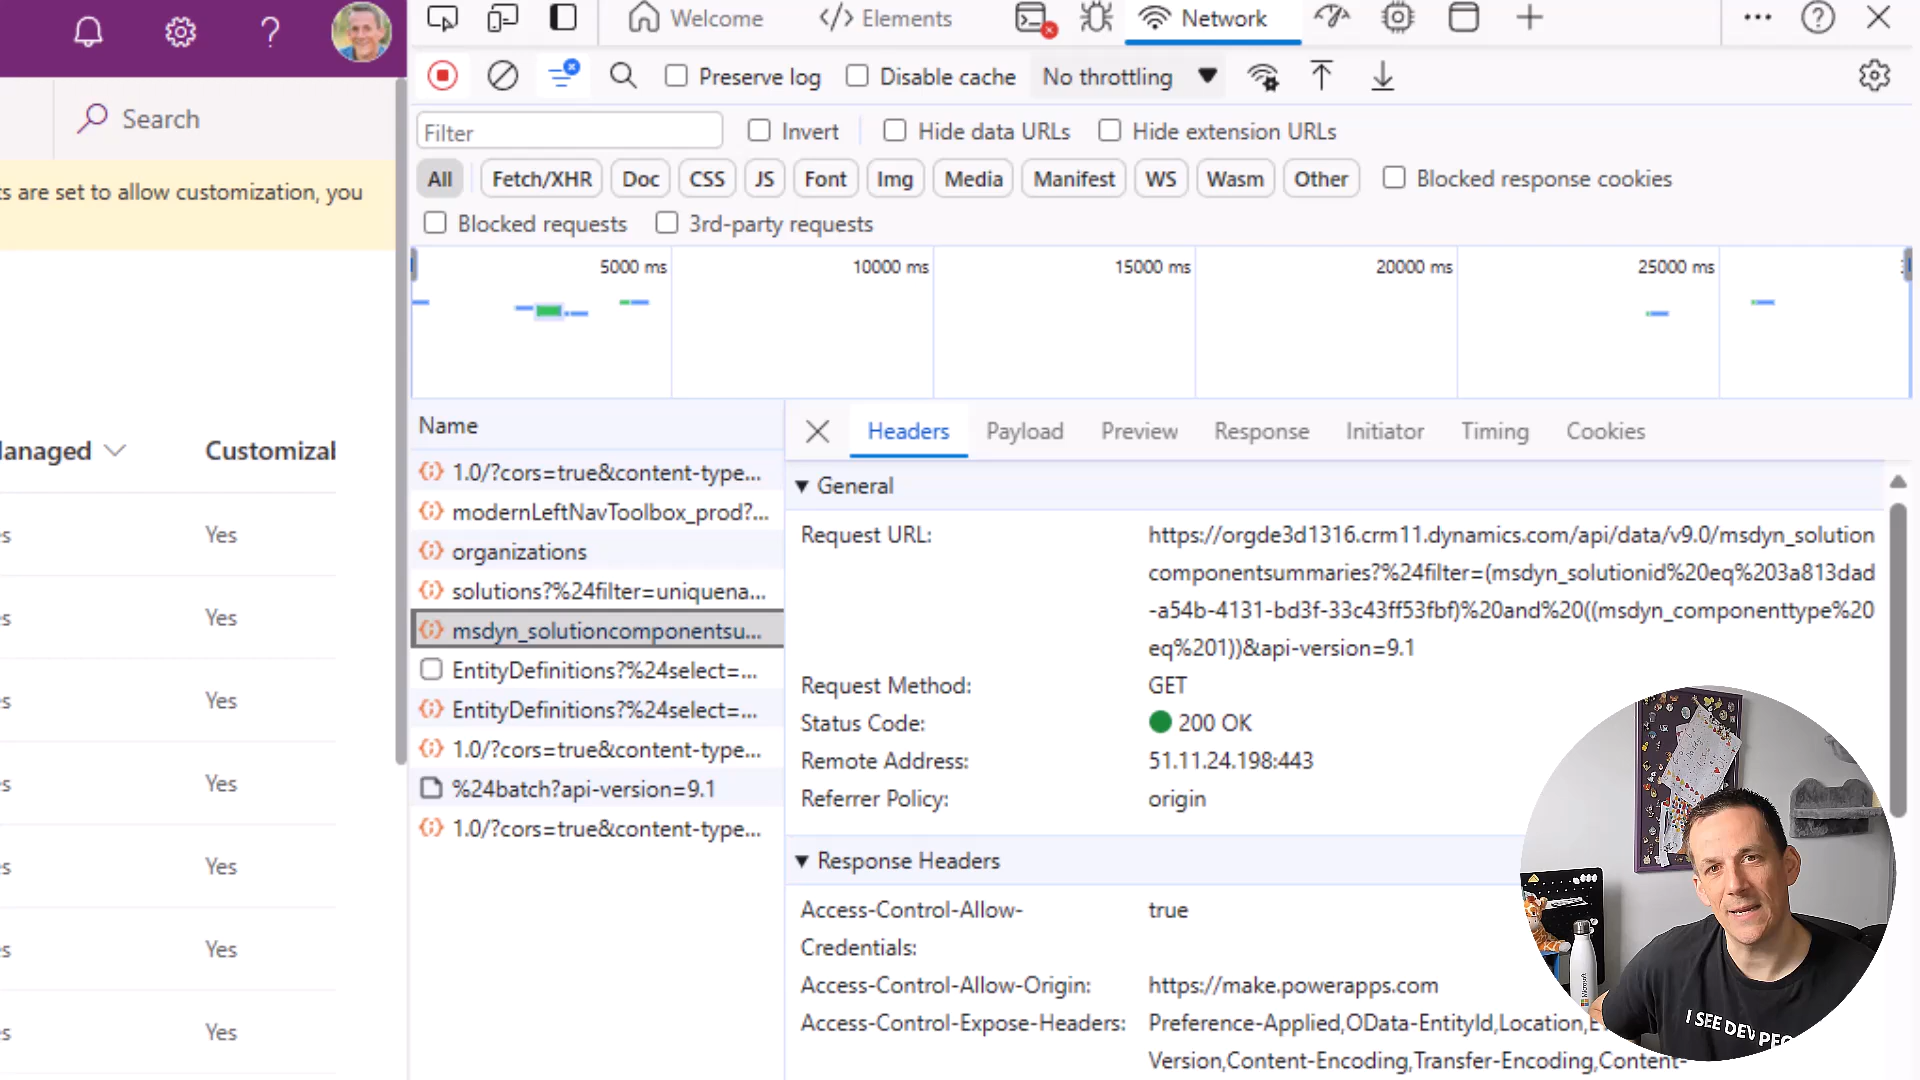 Search
ts are set to allow customization, you
Managed
Customizal
Yes
Yes
Yes
Yes
Yes
Yes
Yes
Welcome
Elements
Network
Preserve log
Disable cache
No throttling
Filter
Invert
Hide data URLs
Hide extension URLs
All
Fetch/XHR
Doc
CSS
JS
Font
Img
Media
Manifest
WS
Wasm
Other
Blocked response cookies
Blocked requests
3rd-party requests
5000 ms
10000 ms
15000 ms
20000 ms
25000 ms
Name
1.0/?cors=true&content-type...
modernLeftNavToolbox_prod?...
organizations
solutions?%24filter=uniquena...
msdyn_solutioncomponentsu...
EntityDefinitions?%24select=...
EntityDefinitions?%24select=...
1.0/?cors=true&content-type...
%24batch?api-version=9.1
1.0/?cors=true&content-type...
Headers
Payload
Preview
Response
Initiator
Timing
Cookies
General
Request URL:
https://orgde3d1316.crm11.dynamics.com/api/data/v9.0/msdyn_solution
componentsummaries?%24filter=(msdyn_solutionid%20eq%203a813dad
-a54b-4131-bd3f-33c43ff53fbf)%20and%20((msdyn_componenttype%20
eq%201))&api-version=9.1
Request Method:
GET
Status Code:
200 OK
Remote Address:
51.11.24.198:443
Referrer Policy:
origin
Response Headers
Access-Control-Allow-
Credentials:
true
Access-Control-Allow-Origin:
https://make.powerapps.com
Access-Control-Expose-Headers:
Preference-Applied,OData-EntityId,Location,E
Version,Content-Encoding,Transfer-Encoding,Content-
Microsoft
I SEE DEV PEO